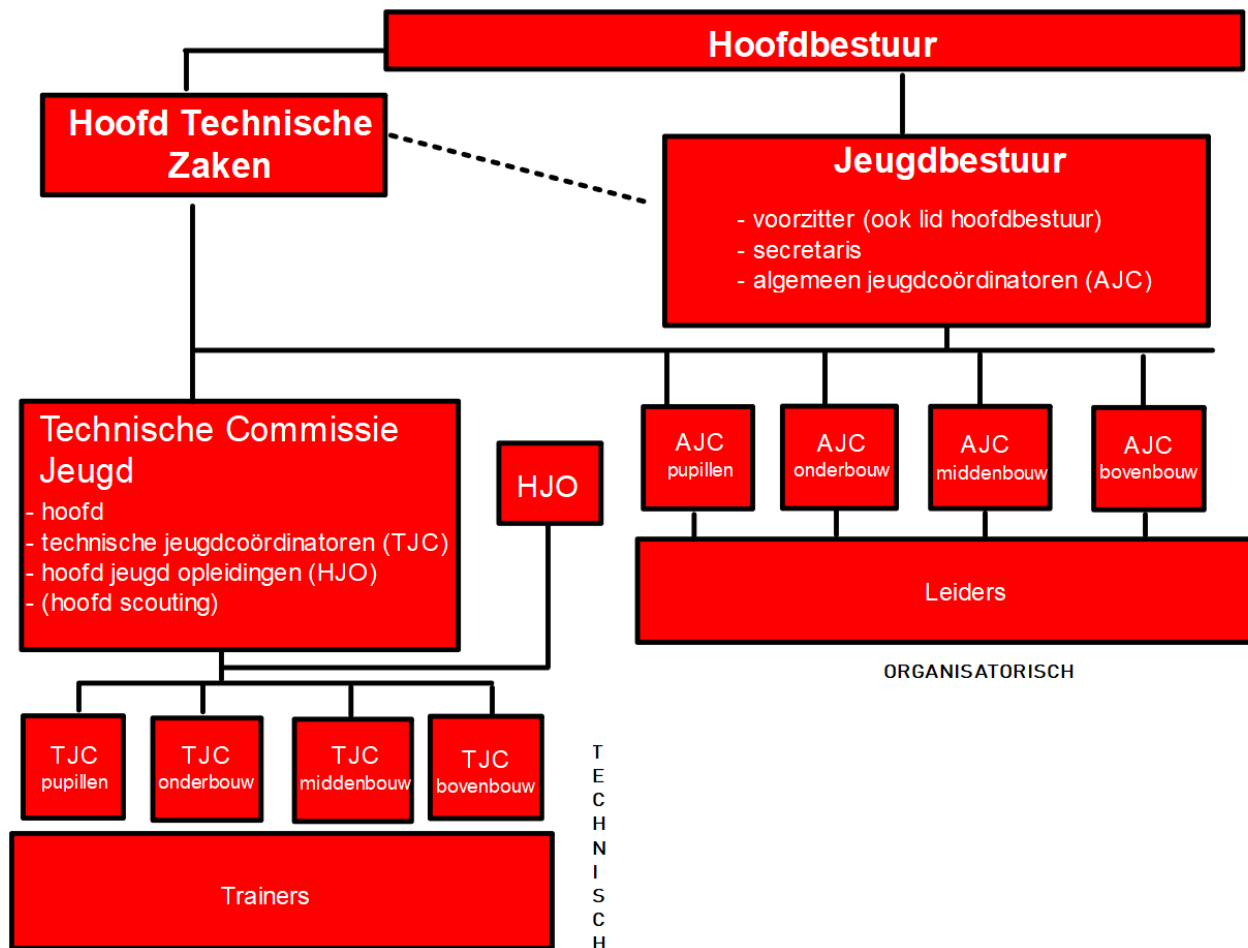 Hoofdbestuur
Hoofd Technische
Zaken
Jeugdbestuur
- voorzitter (ook lid hoofdbestuur)
- secretaris
- algemeen jeugdcoördinatoren (AJC)
Technische Commissie
Jeugd
- hoofd
- technische jeugdcoördinatoren (TJC)
- hoofd jeugd opleidingen (HJO)
- (hoofd scouting)
HJO
AJC
pupillen
AJC
onderbouw
AJC
middenbouw
AJC
bovenbouw
Leiders
ORGANISATORISCH
TJC
pupillen
TJC
onderbouw
TJC
middenbouw
TJC
bovenbouw
Trainers
T
E
C
H
N
I
S
C
H